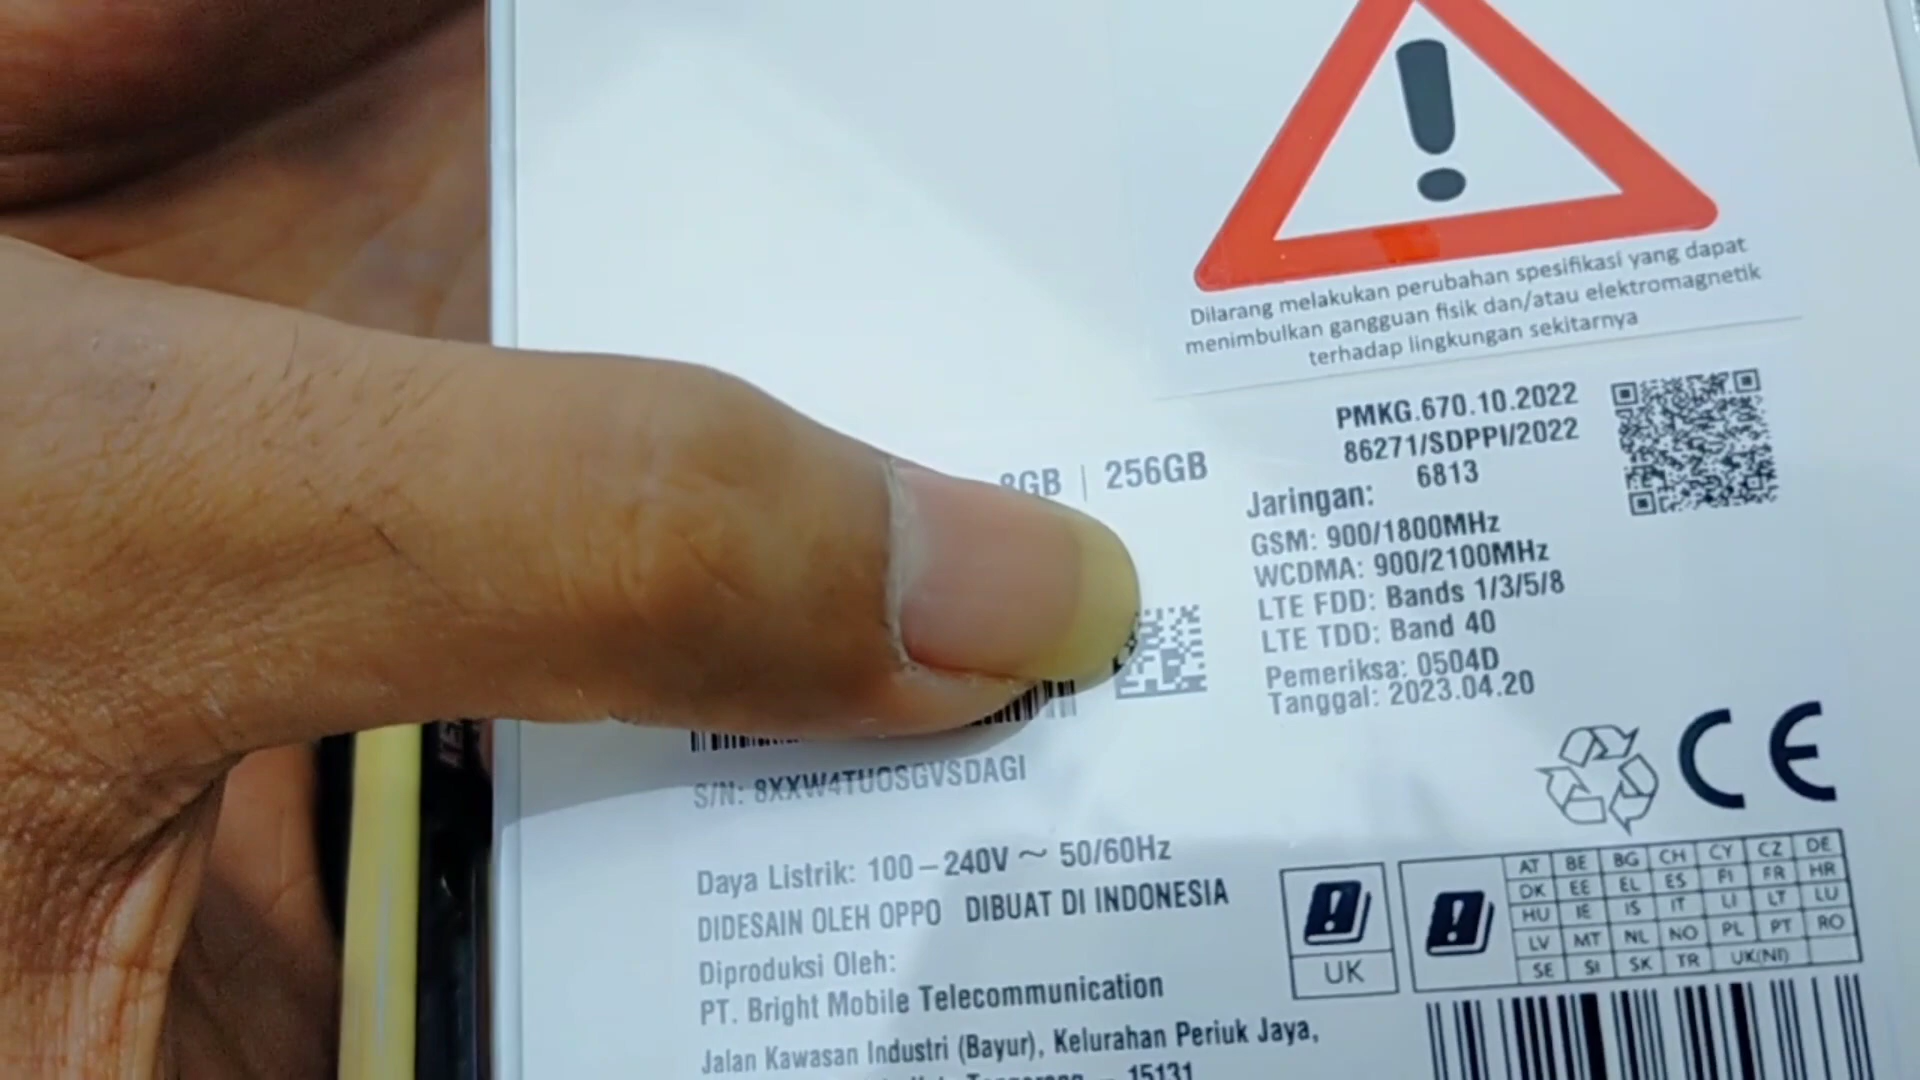 Dilarang melakukan perubahan spesifikasi yang dapat
menimbulkan gangguan fisik dan/atau elektromagnetik
terhadap lingkungan sekitarnya
PMKG.670.10.2022
86271/SDPPI/2022
6813
8GB | 256GB
Jaringan:
GSM: 900/1800MHz
WCDMA: 900/2100MHz
LTE FDD: Bands 1/3/5/8
LTE TDD: Band 40
Pemeriksa: 0504D
Tanggal: 2023.04.20
S/N: 8XXW4TUOSGVSDAGI
CE
Daya Listrik: 100–240V ~ 50/60Hz
DIDESAIN OLEH OPPO DIBUAT DI INDONESIA
Diproduksi Oleh:
PT. Bright Mobile Telecommunication
Jalan Kawasan Industri (Bayur), Kelurahan Periuk Jaya,
15131
UK
AT BE BG CH CY CZ DE
DK EE EL ES FI FR HR
HU IE IS IT LI LT LU
LV MT NL NO PL PT RO
SE SI SK TR UK(NI)